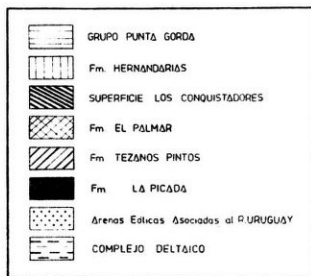 GRUPO PUNTA GORDA
Fm. HERNANDARIAS
SUPERFICIE LOS CONQUISTADORES
Fm. EL PALMAR
Fm TEZANOS PINTOS
Fm LA PICADA
Arenas Eólicas Asociadas al R.URUGUAY
COMPLEJO DELTAICO